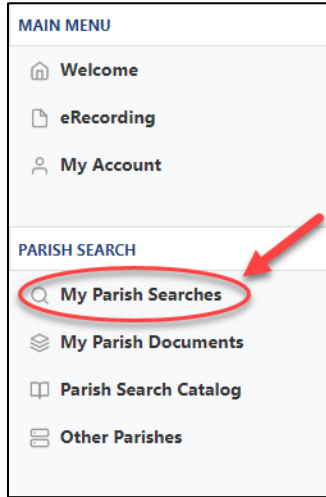 MAIN MENU
Welcome
eRecording
My Account
PARISH SEARCH
My Parish Searches
My Parish Documents
Parish Search Catalog
Other Parishes